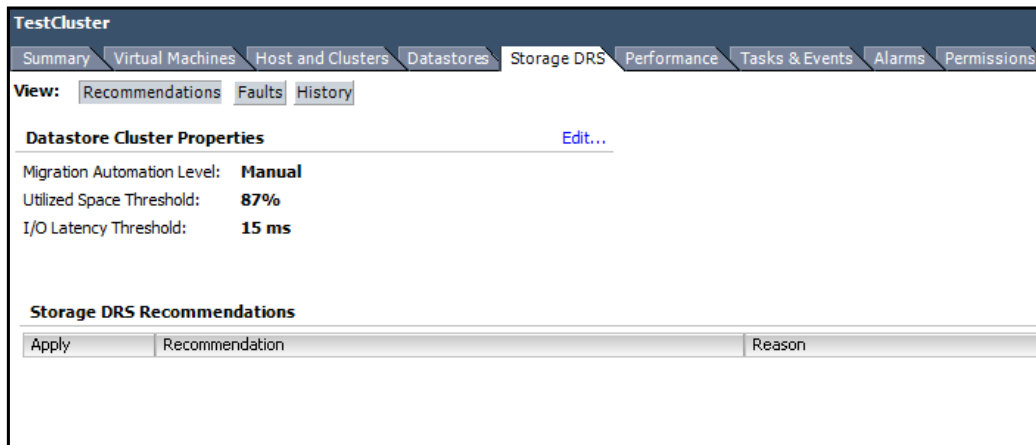 TestCluster
Summary Virtual Machines Host and Clusters Datastores Storage DRS Performance Tasks & Events Alarms Permissions
View: Recommendations Faults History
Datastore Cluster Properties Edit...
Migration Automation Level: Manual
Utilized Space Threshold: 87%
I/O Latency Threshold: 15 ms
Storage DRS Recommendations
Apply Recommendation Reason